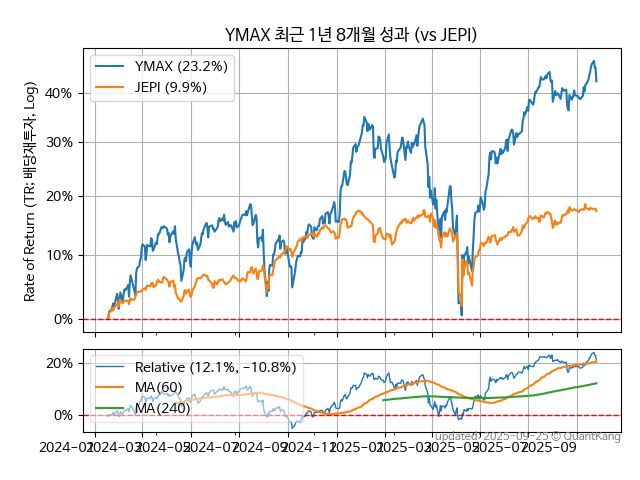 YMAX 최근 1년 8개월 성과 (vs JEPI)
Rate of Return (TR: 배당재투자, Log)
YMAX (23.2%)
JEPI (9.9%)
40%
30%
20%
10%
0%
Relative (12.1%, −10.8%)
MA(60)
MA(240)
20%
0%
2024-01
2024-03
2024-05
2024-07
2024-09
2024-11
2025-01
2025-03
2025-05
2025-07
2025-09
updated: 2025-09-25 © QuantKang